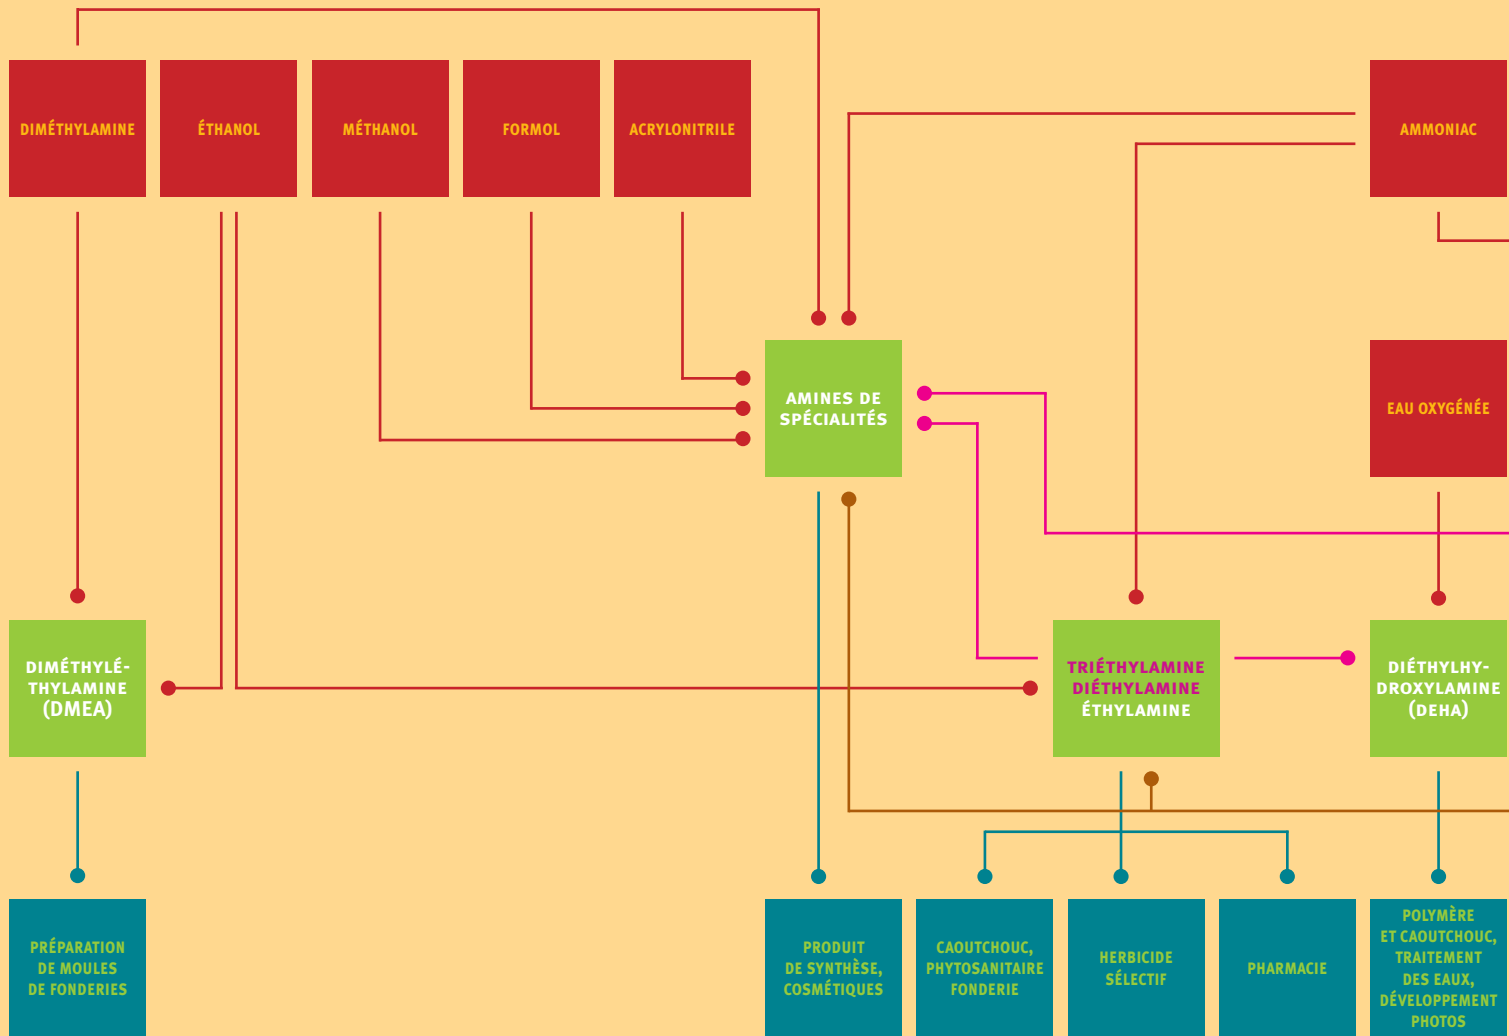 DIMÉTHYLAMINE
ÉTHANOL
MÉTHANOL
FORMOL
ACRYLONITRILE
AMMONIAC
AMINES DE
SPÉCIALITÉS
EAU OXYGÉNÉE
DIMÉTHYLÉ-
THYLAMINE
(DMEA)
TRIÉTHYLAMINE
DIÉTHYLAMINE
ÉTHYLAMINE
DIÉTHYLHY-
DROXYLAMINE
(DEHA)
PRÉPARATION
DE MOULES
DE FONDERIES
PRODUIT
DE SYNTHÈSE,
COSMÉTIQUES
CAOUTCHOUC,
PHYTOSANITAIRE
FONDERIE
HERBICIDE
SÉLECTIF
PHARMACIE
POLYMÈRE
ET CAOUTCHOUC,
TRAITEMENT
DES EAUX,
DÉVELOPPEMENT
PHOTOS